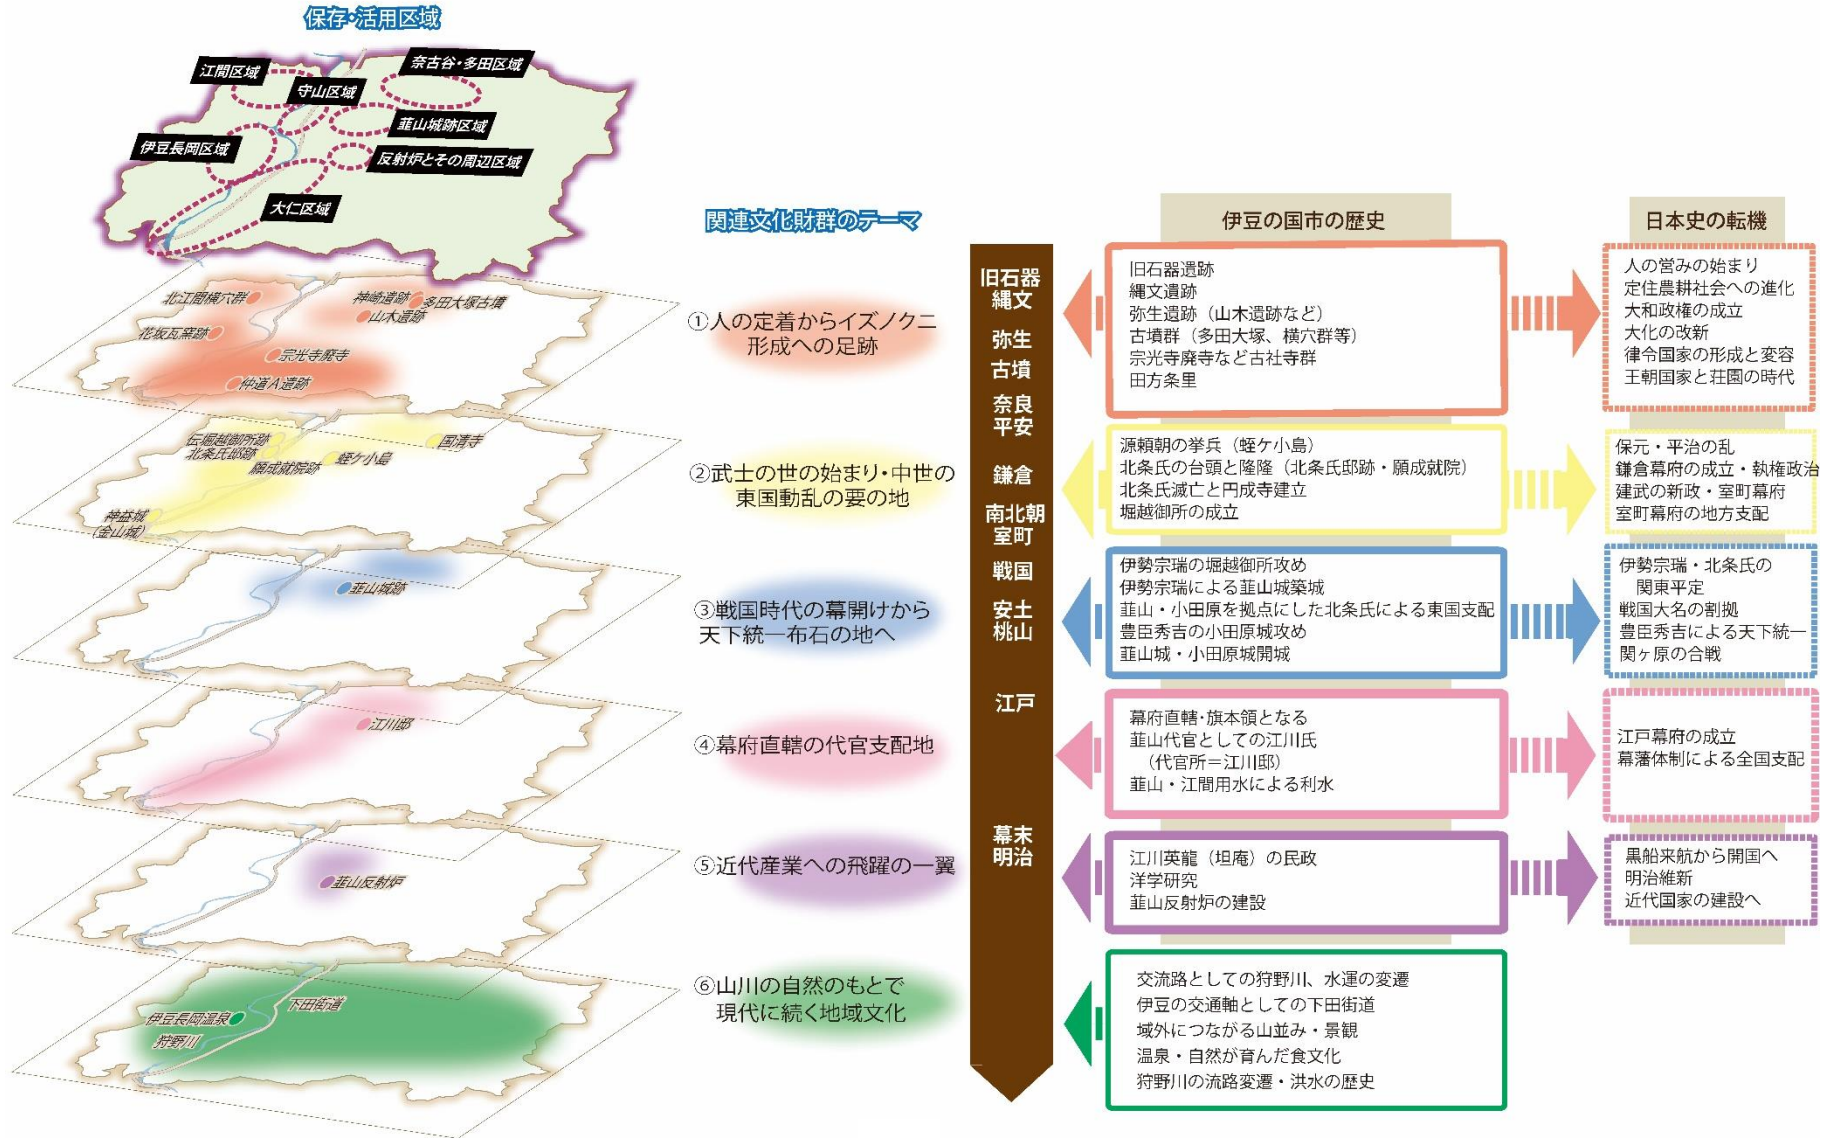 保存・活用区域
江間区域
奈古谷・多田区域
守山区域
韮山城跡区域
伊豆長岡区域
反射炉とその周辺区域
大仁区域
関連文化財群のテーマ
伊豆の国市の歴史
日本史の転機
北江間横穴群
神崎遺跡
多田大塚古墳
山木遺跡
花坂瓦窯跡
宗光寺廃寺
仲道A遺跡
①人の定着からイズノクニ
形成への足跡
旧石器
縄文
弥生
古墳
奈良
平安
旧石器遺跡
縄文遺跡
弥生遺跡（山木遺跡など）
古墳群（多田大塚、横穴群等）
宗光寺廃寺など古社寺群
田方条里
人の営みの始まり
定住農耕社会への進化
大和政権の成立
大化の改新
律令国家の形成と変容
王朝国家と荘園の時代
伝堀越御所跡
北条氏邸跡
願成就院跡
蛭ケ小島
国清寺
神益城
（金山城）
②武士の世の始まり・中世の
東国動乱の要の地
鎌倉
南北朝
室町
源頼朝の挙兵（蛭ケ小島）
北条氏の台頭と隆隆（北条氏邸跡・願成就院）
北条氏滅亡と円成寺建立
堀越御所の成立
保元・平治の乱
鎌倉幕府の成立・執権政治
建武の新政・室町幕府
室町幕府の地方支配
韮山城跡
③戦国時代の幕開けから
天下統一布石の地へ
戦国
安土
桃山
伊勢宗瑞の堀越御所攻め
伊勢宗瑞による韮山城築城
韮山・小田原を拠点にした北条氏による東国支配
豊臣秀吉の小田原城攻め
韮山城・小田原城開城
伊勢宗瑞・北条氏の
関東平定
戦国大名の割拠
豊臣秀吉による天下統一
関ヶ原の合戦
江川邸
④幕府直轄の代官支配地
江戸
幕府直轄・旗本領となる
韮山代官としての江川氏
（代官所＝江川邸）
韮山・江間用水による利水
江戸幕府の成立
幕藩体制による全国支配
韮山反射炉
⑤近代産業への飛躍の一翼
幕末
明治
江川英龍（坦庵）の民政
洋学研究
韮山反射炉の建設
黒船来航から開国へ
明治維新
近代国家の建設へ
下田街道
伊豆長岡温泉
狩野川
⑥山川の自然のもとで
現代に続く地域文化
交流路としての狩野川、水運の変遷
伊豆の交通軸としての下田街道
域外につながる山並み・景観
温泉・自然が育んだ食文化
狩野川の流路変遷・洪水の歴史